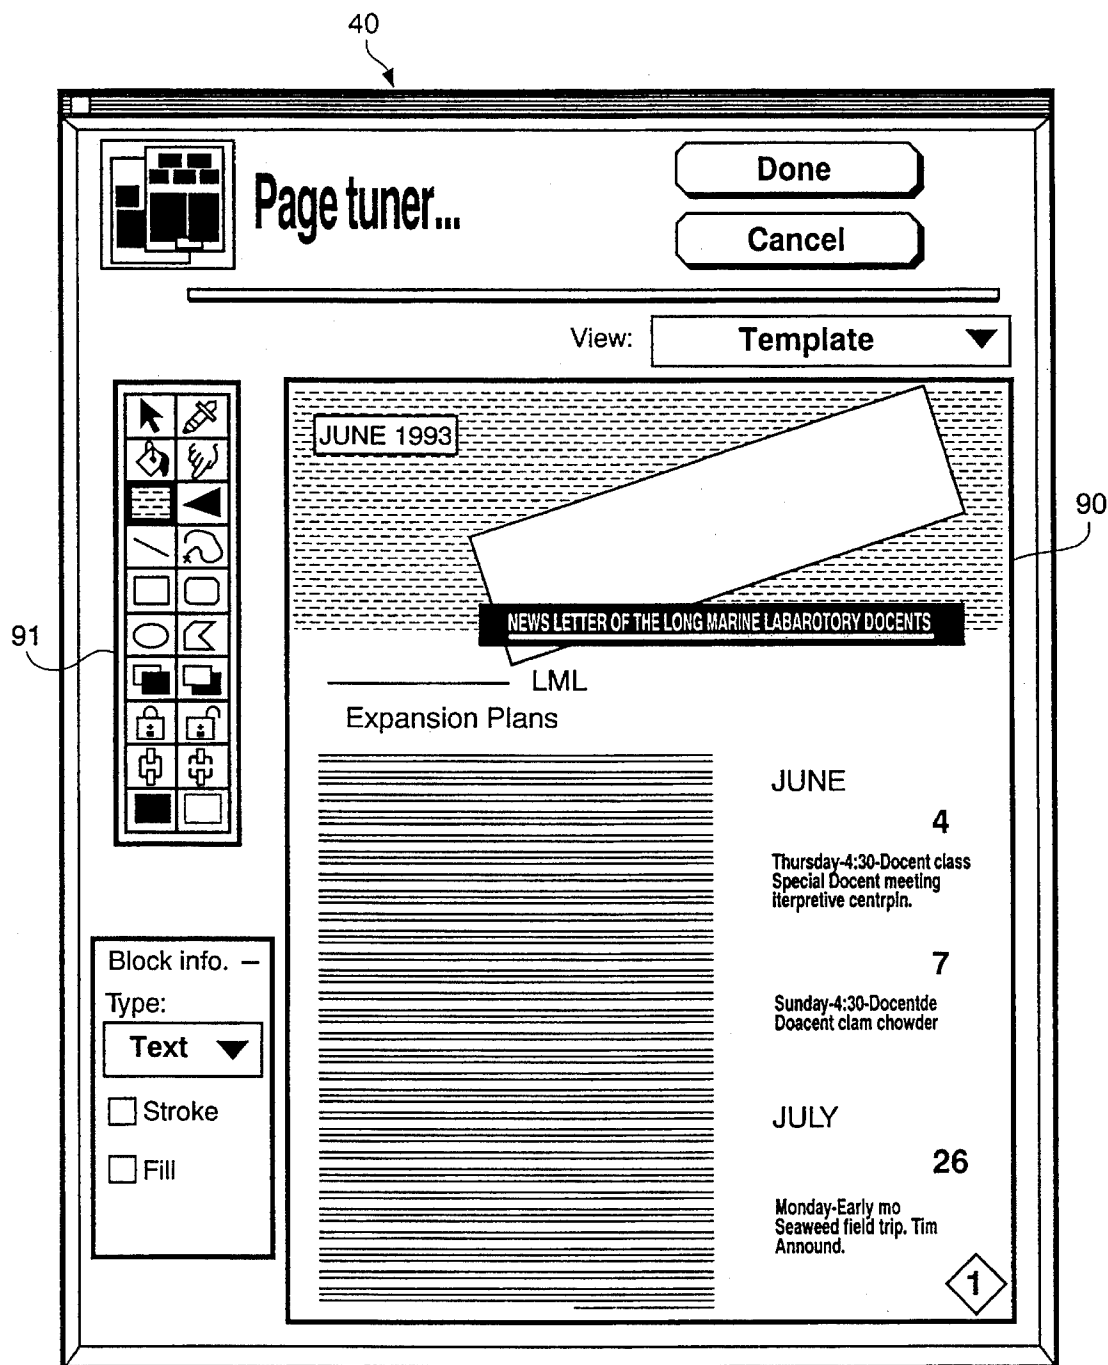 40
Page tuner...
Done
Cancel
View:
Template
JUNE 1993
90
NEWS LETTER OF THE LONG MARINE LABAROTORY DOCENTS
91
LML
Expansion Plans
JUNE
4
Thursday-4:30-Docent class
Special Docent meeting
iterpretive centrpln.
Block info.
Type:
Text
Stroke
Fill
7
Sunday-4:30-Docentde
Doacent clam chowder
JULY
26
Monday-Early mo
Seaweed field trip. Tim
Annound.
1